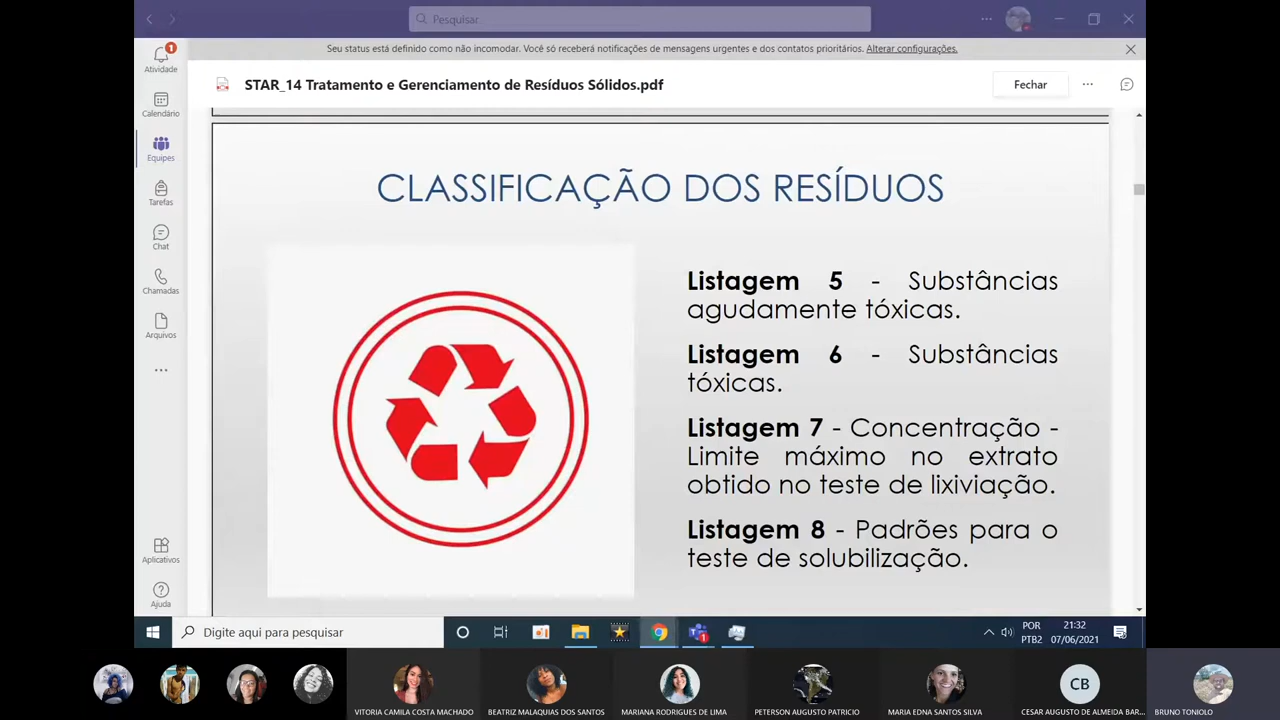 Pesquisar
Seu status está definido como não incomodar. Você só receberá notificações de mensagens urgentes e dos contatos prioritários. Alterar configurações.
1
Atividade
STAR_14 Tratamento e Gerenciamento de Resíduos Sólidos.pdf
Fechar
Calendário
Equipes
Tarefas
Chat
Chamadas
Arquivos
Aplicativos
Ajuda
CLASSIFICAÇÃO DOS RESÍDUOS
Listagem 5 - Substâncias
agudamente tóxicas.
Listagem 6 - Substâncias
tóxicas.
Listagem 7 - Concentração -
Limite máximo no extrato
obtido no teste de lixiviação.
Listagem 8 - Padrões para o
teste de solubilização.
Digite aqui para pesquisar
1
POR
PTB2
21:32
07/06/2021
VITORIA CAMILA COSTA MACHADO
BEATRIZ MALAQUIAS DOS SANTOS
MARIANA RODRIGUES DE LIMA
PETERSON AUGUSTO PATRICIO
MARIA EDNA SANTOS SILVA
CB
CESAR AUGUSTO DE ALMEIDA BAR...
BRUNO TONIOLO